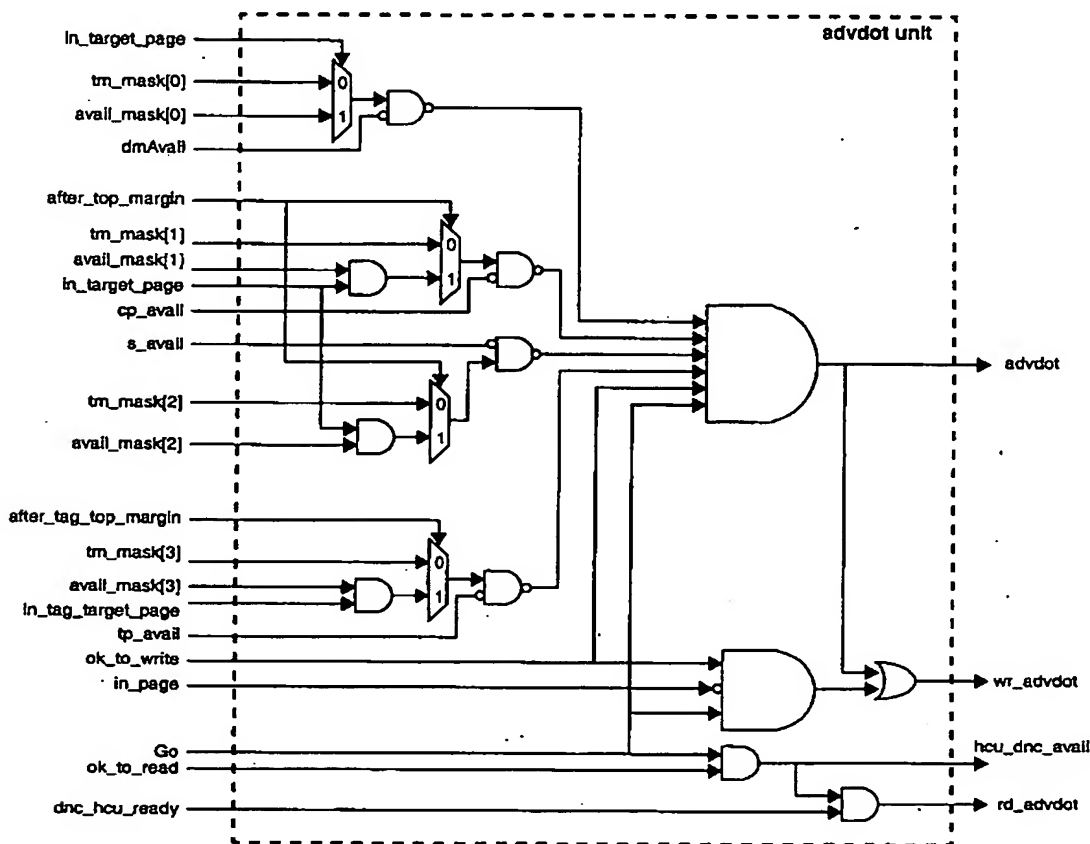 in_target_page
advdot unit
tm_mask[0]
0
avail_mask[0]
1
dmAvail
after_top_margin
tm_mask[1]
0
avail_mask[1]
1
in_target_page
cp_avail
s_avail
advdot
tm_mask[2]
0
avail_mask[2]
1
after_tag_top_margin
tm_mask[3]
0
avail_mask[3]
1
in_tag_target_page
tp_avail
ok_to_write
in_page
wr_advdot
Go
hcu_dnc_avail
ok_to_read
dnc_hcu_ready
rd_advdot